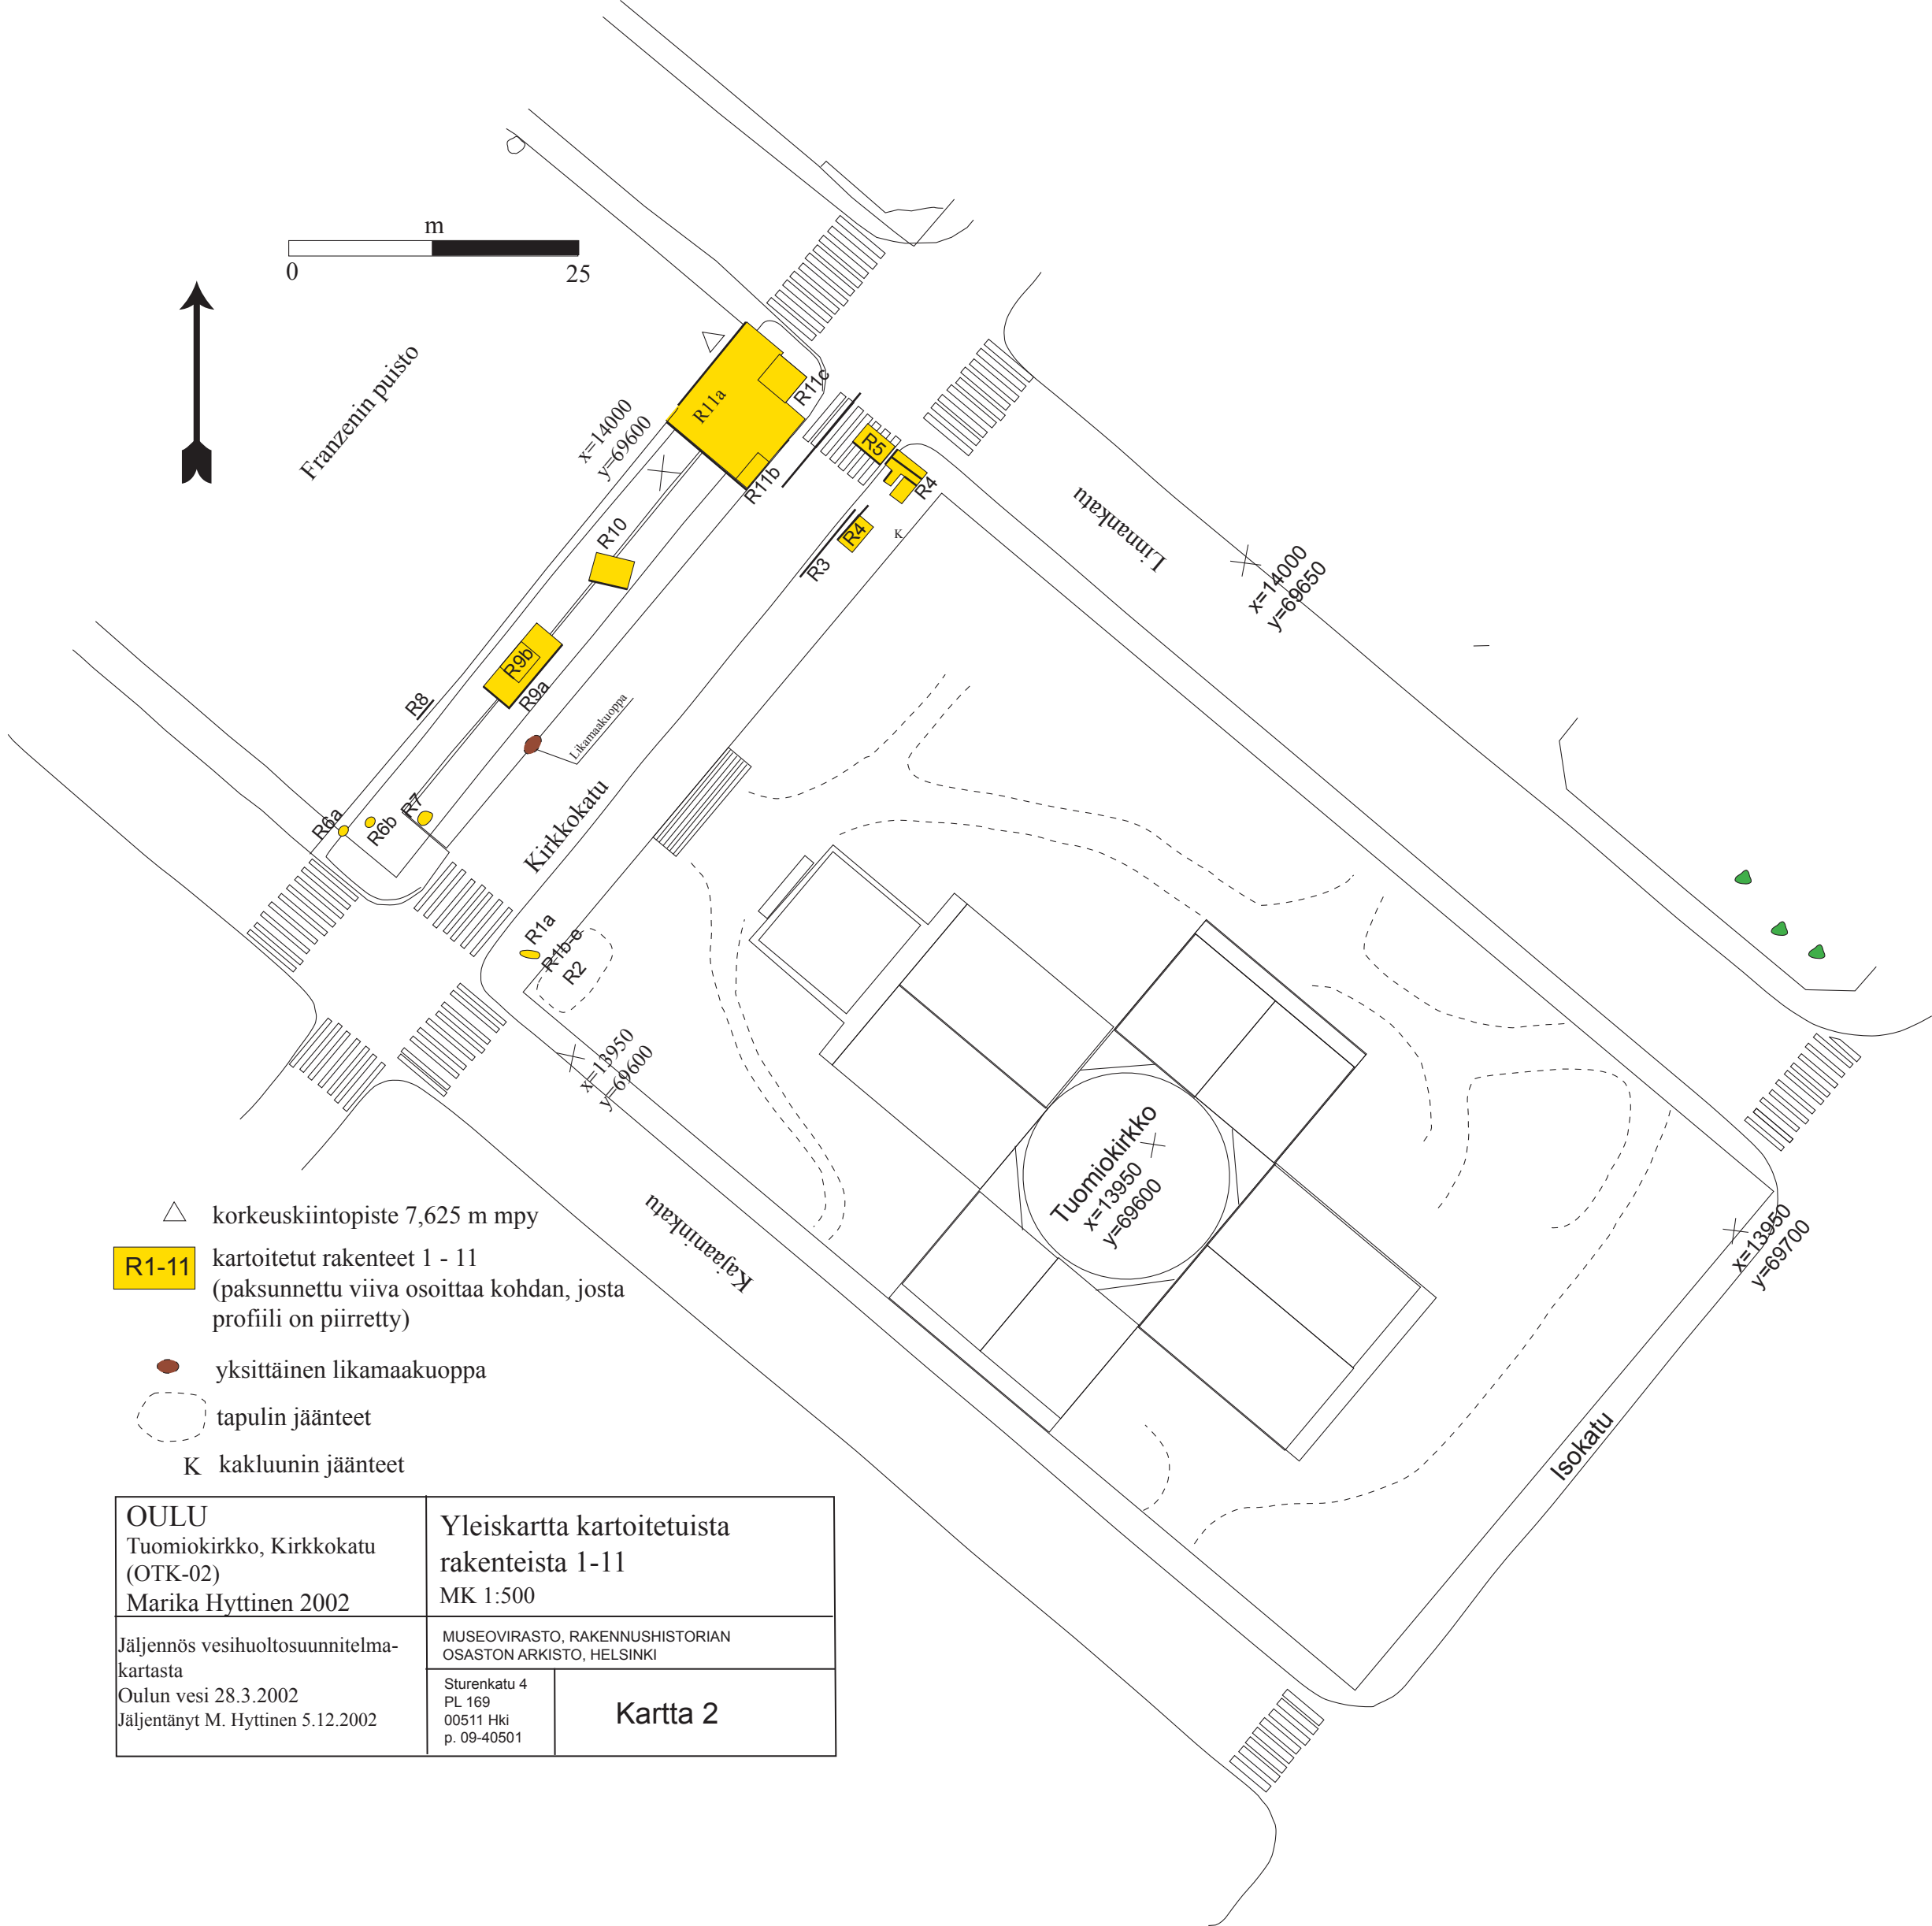 m
0
25
Franzenin puisto
x=14000
y=69600
R11a
R11c
R11b
R5
R4
R4
K
R3
Linnankatu
x=14000
y=69650
R10
R9b
R9a
R8
Likamaakuoppa
Kirkkokatu
R7
R6a
R6b
R1a
R1b-e
R2
x=13950
y=69600
Tuomiokirkko
x=13950
y=69600
Kajaaninkatu
x=13950
y=69700
Isokatu
korkeuskiintopiste 7,625 m mpy
R1-11
kartoitetut rakenteet 1 - 11
(paksunnettu viiva osoittaa kohdan, josta
profiili on piirretty)
yksittäinen likamaakuoppa
tapulin jäänteet
K kakluunin jäänteet
OULU
Tuomiokirkko, Kirkkokatu
(OTK-02)
Marika Hyttinen 2002
Yleiskartta kartoitetuista
rakenteista 1-11
MK 1:500
Jäljennös vesihuoltosuunnitelma-
kartasta
Oulun vesi 28.3.2002
Jäljentänyt M. Hyttinen 5.12.2002
MUSEOVIRASTO, RAKENNUSHISTORIAN
OSASTON ARKISTO, HELSINKI
Sturenkatu 4
PL 169
00511 Hki
p. 09-40501
Kartta 2